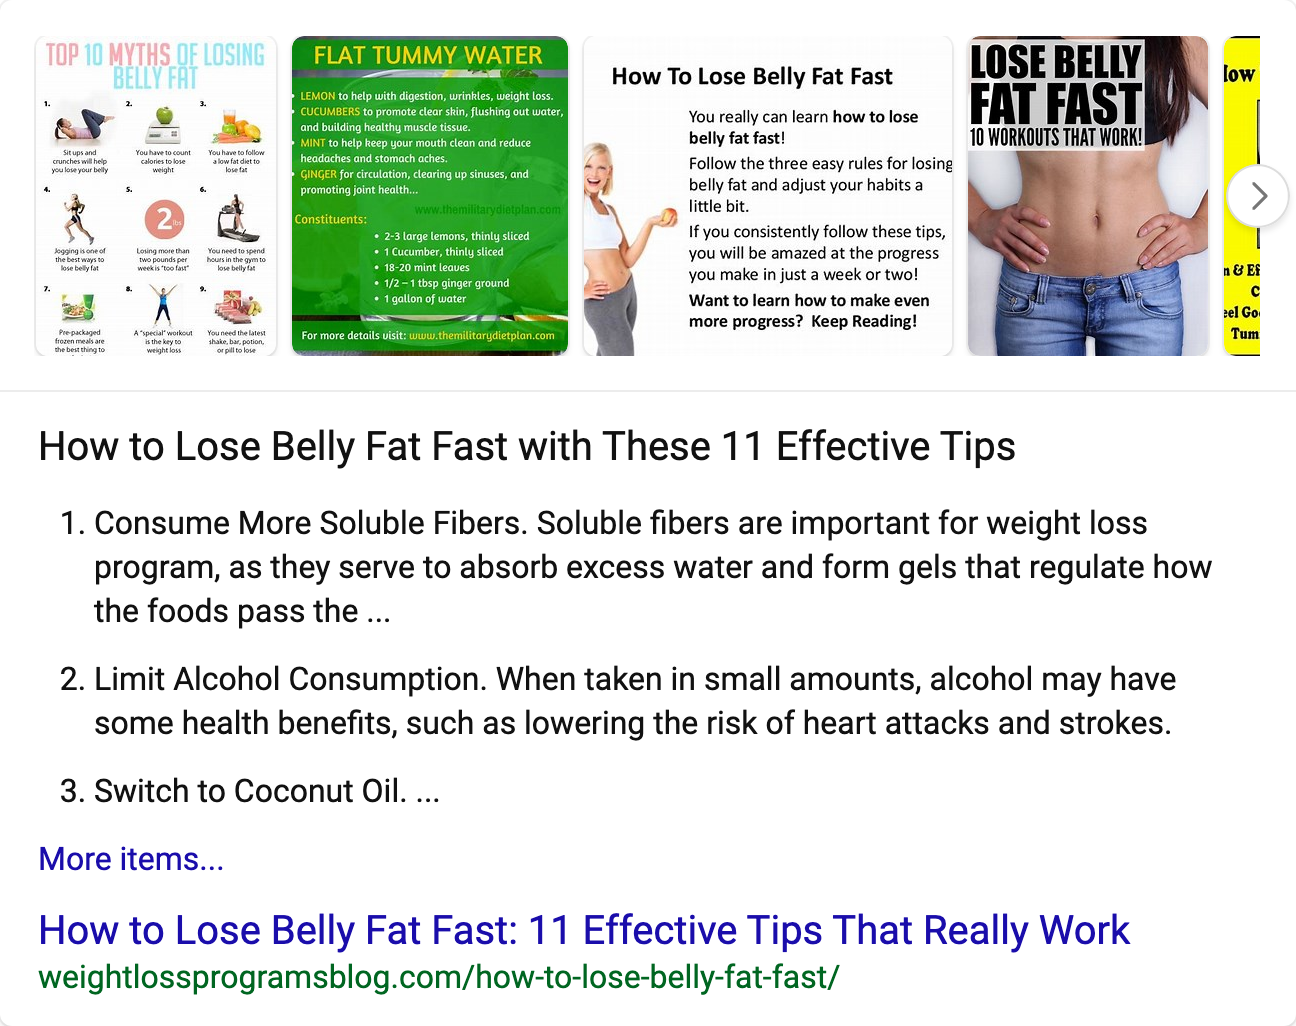 TOP 10 MYTHS OF LOSING
BELLY FAT
1.
2.
3.
Sit ups and
crunches will help
you lose your belly
You have to count
calories to lose
weight
You have to follow
a low fat diet to
lose fat
4.
5.
6.
2 lbs
Jogging is one of
the best ways to
lose belly fat
Losing more than
two pounds per
week is "too fast"
You need to spend
hours in the gym to
lose belly fat
7.
8.
9.
Pre-packaged
frozen meals are
the best thing to
A "special" workout
is the key to
weight loss
You need the latest
shake, bar, potion,
or pill to lose
FLAT TUMMY WATER
• LEMON to help with digestion, wrinkles, weight loss.
• CUCUMBERS to promote clear skin, flushing out water,
and building healthy muscle tissue.
• MINT to help keep your mouth clean and reduce
headaches and stomach aches.
• GINGER for circulation, clearing up sinuses, and
promoting joint health...
www.themilitarydietplan.com
Constituents:
• 2-3 large lemons, thinly sliced
• 1 Cucumber, thinly sliced
• 18-20 mint leaves
• 1/2 – 1 tbsp ginger ground
• 1 gallon of water
For more details visit: www.themilitarydietplan.com
How To Lose Belly Fat Fast
You really can learn how to lose
belly fat fast!
Follow the three easy rules for losing
belly fat and adjust your habits a
little bit.
If you consistently follow these tips,
you will be amazed at the progress
you make in just a week or two!
Want to learn how to make even
more progress? Keep Reading!
LOSE BELLY
FAT FAST
10 WORKOUTS THAT WORK!
How to Lose Belly Fat Fast with These 11 Effective Tips
1. Consume More Soluble Fibers. Soluble fibers are important for weight loss
program, as they serve to absorb excess water and form gels that regulate how
the foods pass the ...
2. Limit Alcohol Consumption. When taken in small amounts, alcohol may have
some health benefits, such as lowering the risk of heart attacks and strokes.
3. Switch to Coconut Oil. ...
More items...
How to Lose Belly Fat Fast: 11 Effective Tips That Really Work
weightlossprogramsblog.com/how-to-lose-belly-fat-fast/